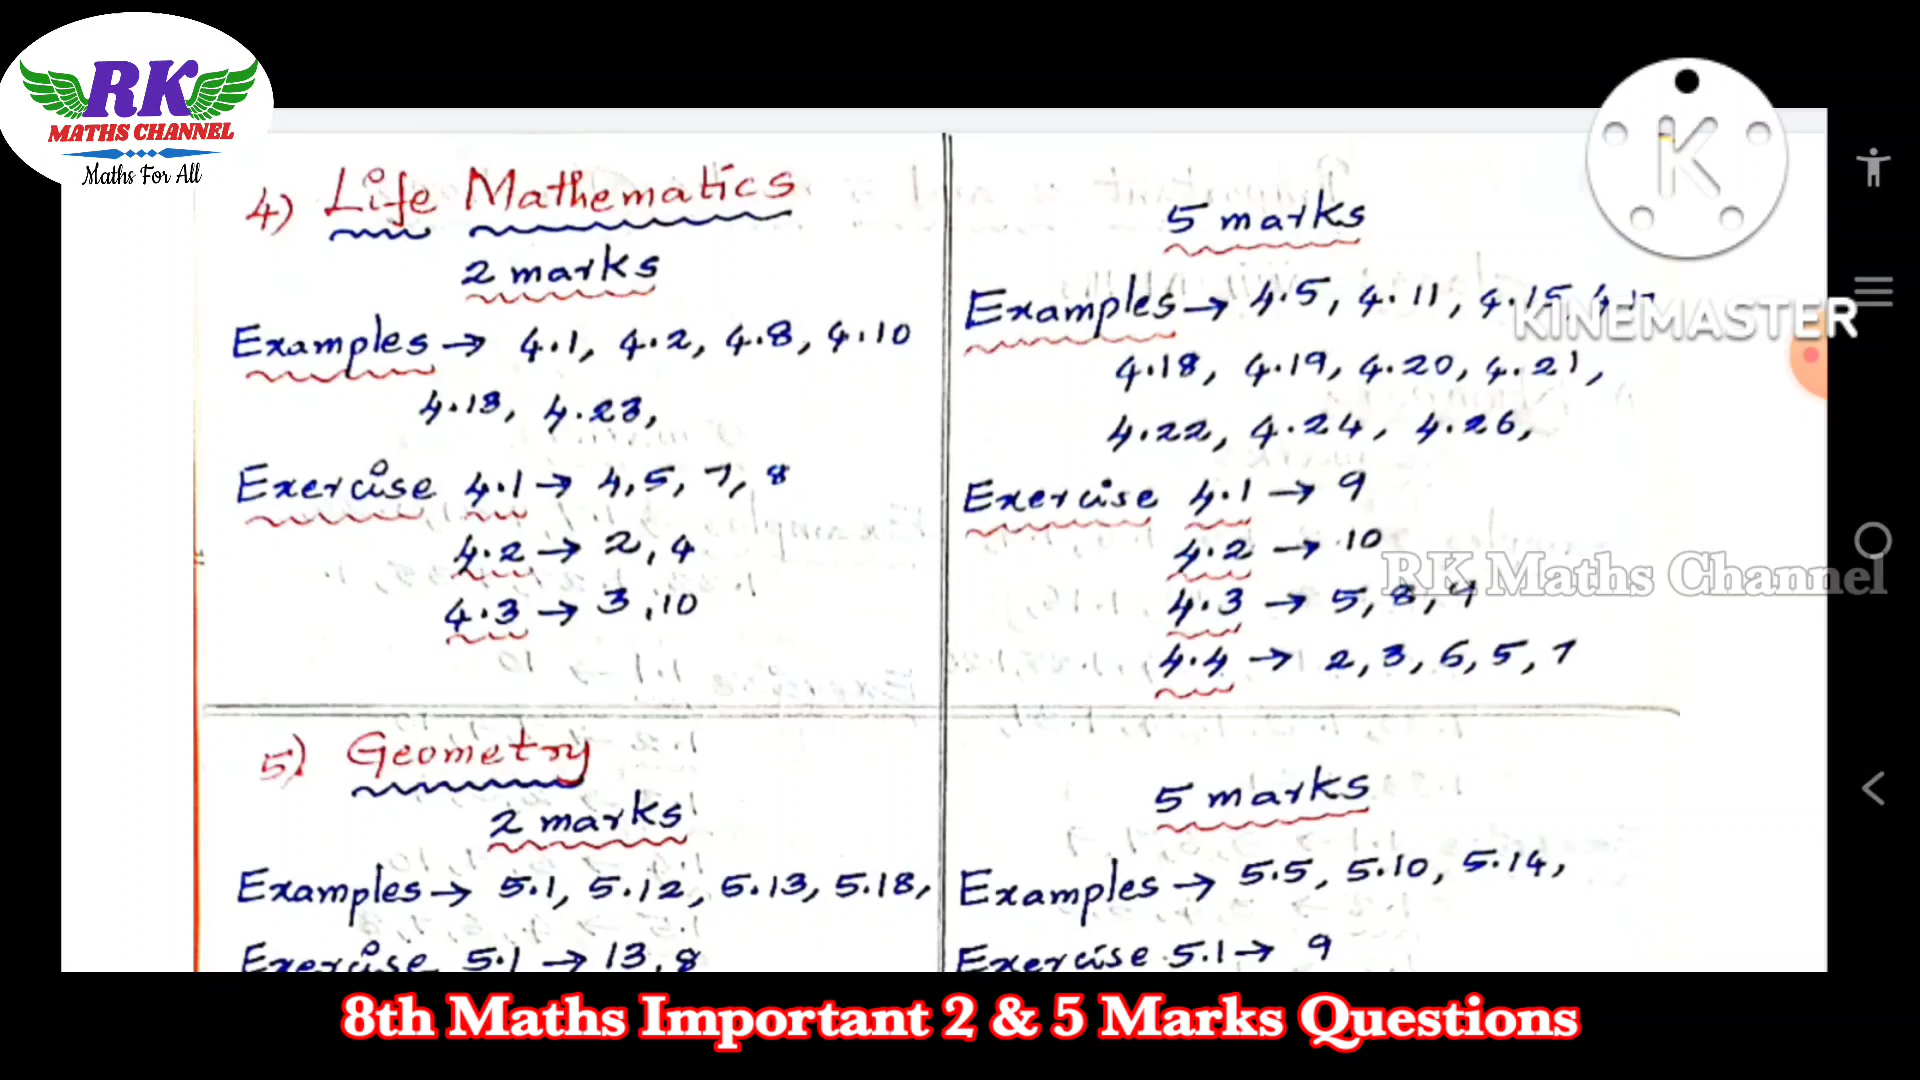 RK
MATHS CHANNEL
Maths For All
4) Life Mathematics
2 marks
Examples → 4.1, 4.2, 4.8, 4.10
4.13, 4.23,
Exercise 4.1 → 4, 5, 7, 8
4.2 → 2, 4
4.3 → 3, 10
5 marks
Examples → 4.5, 4.11, 4.15,
KINEMASTER
4.18, 4.19, 4.20, 4.21,
4.22, 4.24, 4.26,
Exercise 4.1 → 9
4.2 → 10
RK Maths Channel
4.3 → 5, 8,
4.4 → 2, 3, 6, 5, 7
5) Geometry
2 marks
Examples → 5.1, 5.12, 5.13, 5.18,
Exercise 5.1 → 13, 8
5 marks
Examples → 5.5, 5.10, 5.14,
Exercise 5.1 → 9
8th Maths Important 2 & 5 Marks Questions